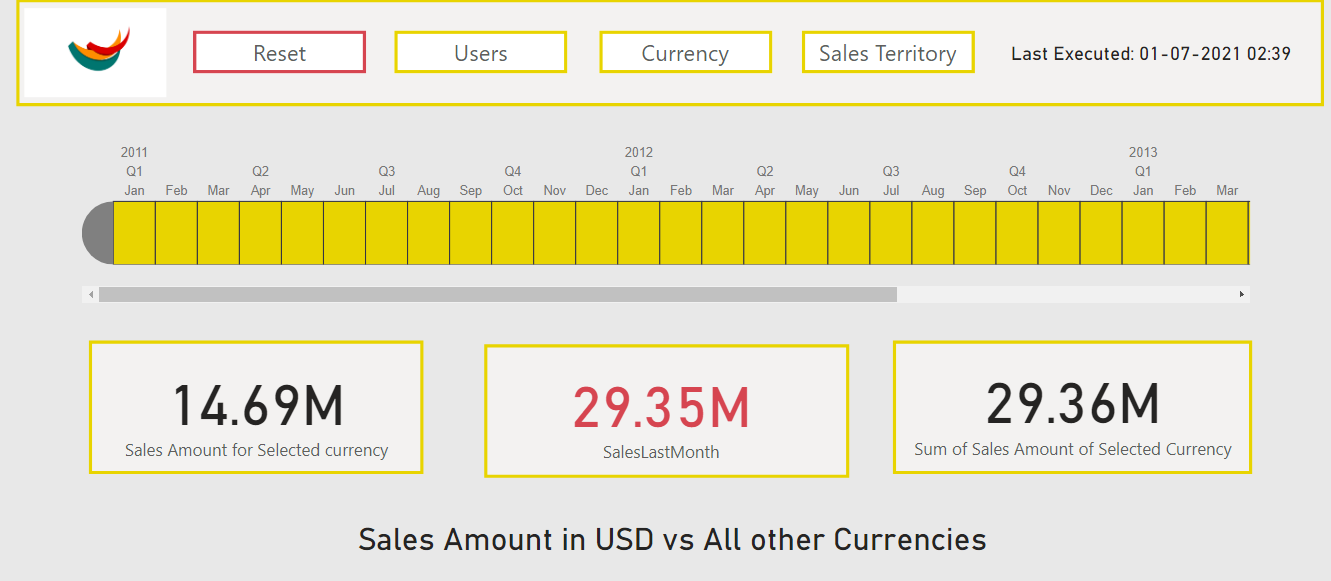 Reset Users Currency Sales Territory Last Executed: 01-07-2021 02:39
2011 2012 2013
Q1 Q2 Q3 Q4 Q1 Q2 Q3 Q4 Q1
Jan Feb Mar Apr May Jun Jul Aug Sep Oct Nov Dec Jan Feb Mar Apr May Jun Jul Aug Sep Oct Nov Dec Jan Feb Mar
14.69M
Sales Amount for Selected currency
29.35M
SalesLastMonth
29.36M
Sum of Sales Amount of Selected Currency
Sales Amount in USD vs All other Currencies